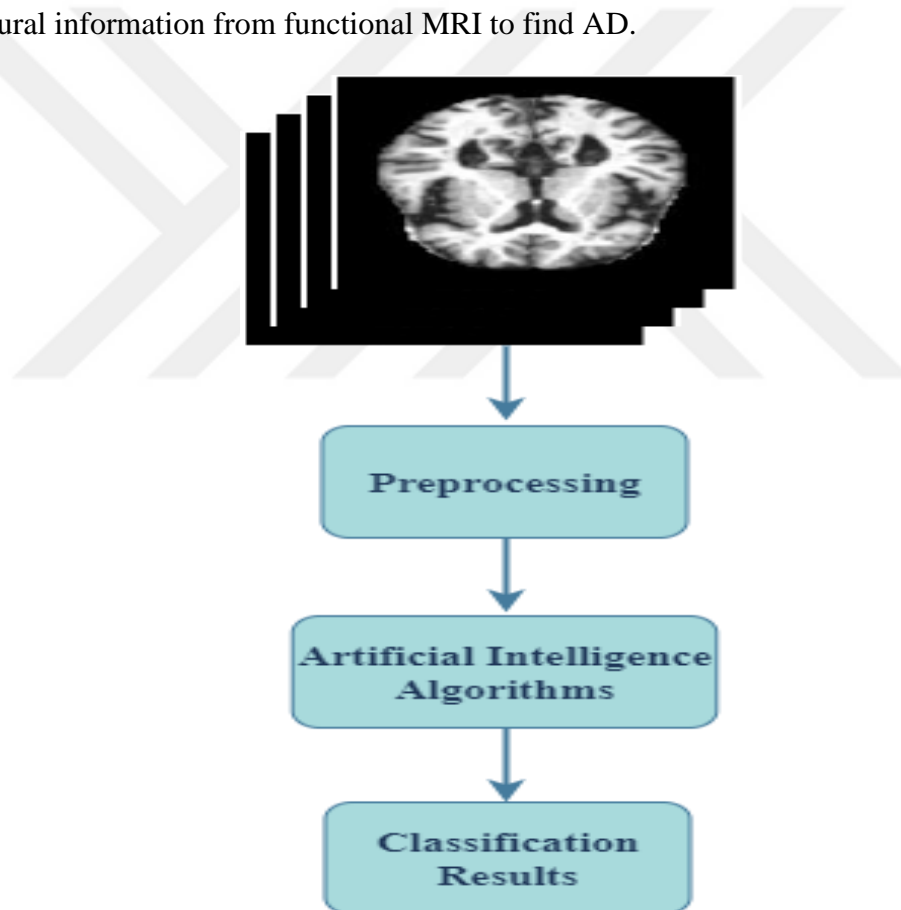 ural information from functional MRI to find AD.
Preprocessing
Artificial Intelligence
Algorithms
Classification
Results